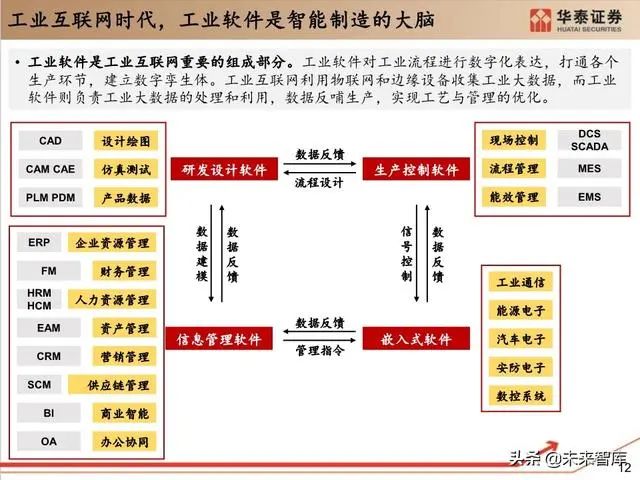 工业互联网时代，工业软件是智能制造的大脑
华泰证券
HUATAI SECURITIES
• 工业软件是工业互联网重要的组成部分。工业软件对工业流程进行数字化表达，打通各个
生产环节，建立数字孪生体。工业互联网利用物联网和边缘设备收集工业大数据，而工业
软件则负责工业大数据的处理和利用，数据反哺生产，实现工艺与管理的优化。
CAD 设计绘图
CAM CAE 仿真测试
PLM PDM 产品数据
研发设计软件
数据反馈
流程设计
生产控制软件
现场控制 DCS
SCADA
流程管理 MES
能效管理 EMS
数据建模
数据反馈
信号控制
数据反馈
ERP 企业资源管理
FM 财务管理
HRM
HCM 人力资源管理
EAM 资产管理
CRM 营销管理
SCM 供应链管理
BI 商业智能
OA 办公协同
信息管理软件
数据反馈
管理指令
嵌入式软件
工业通信
能源电子
汽车电子
安防电子
数控系统
头条@未来智库
12